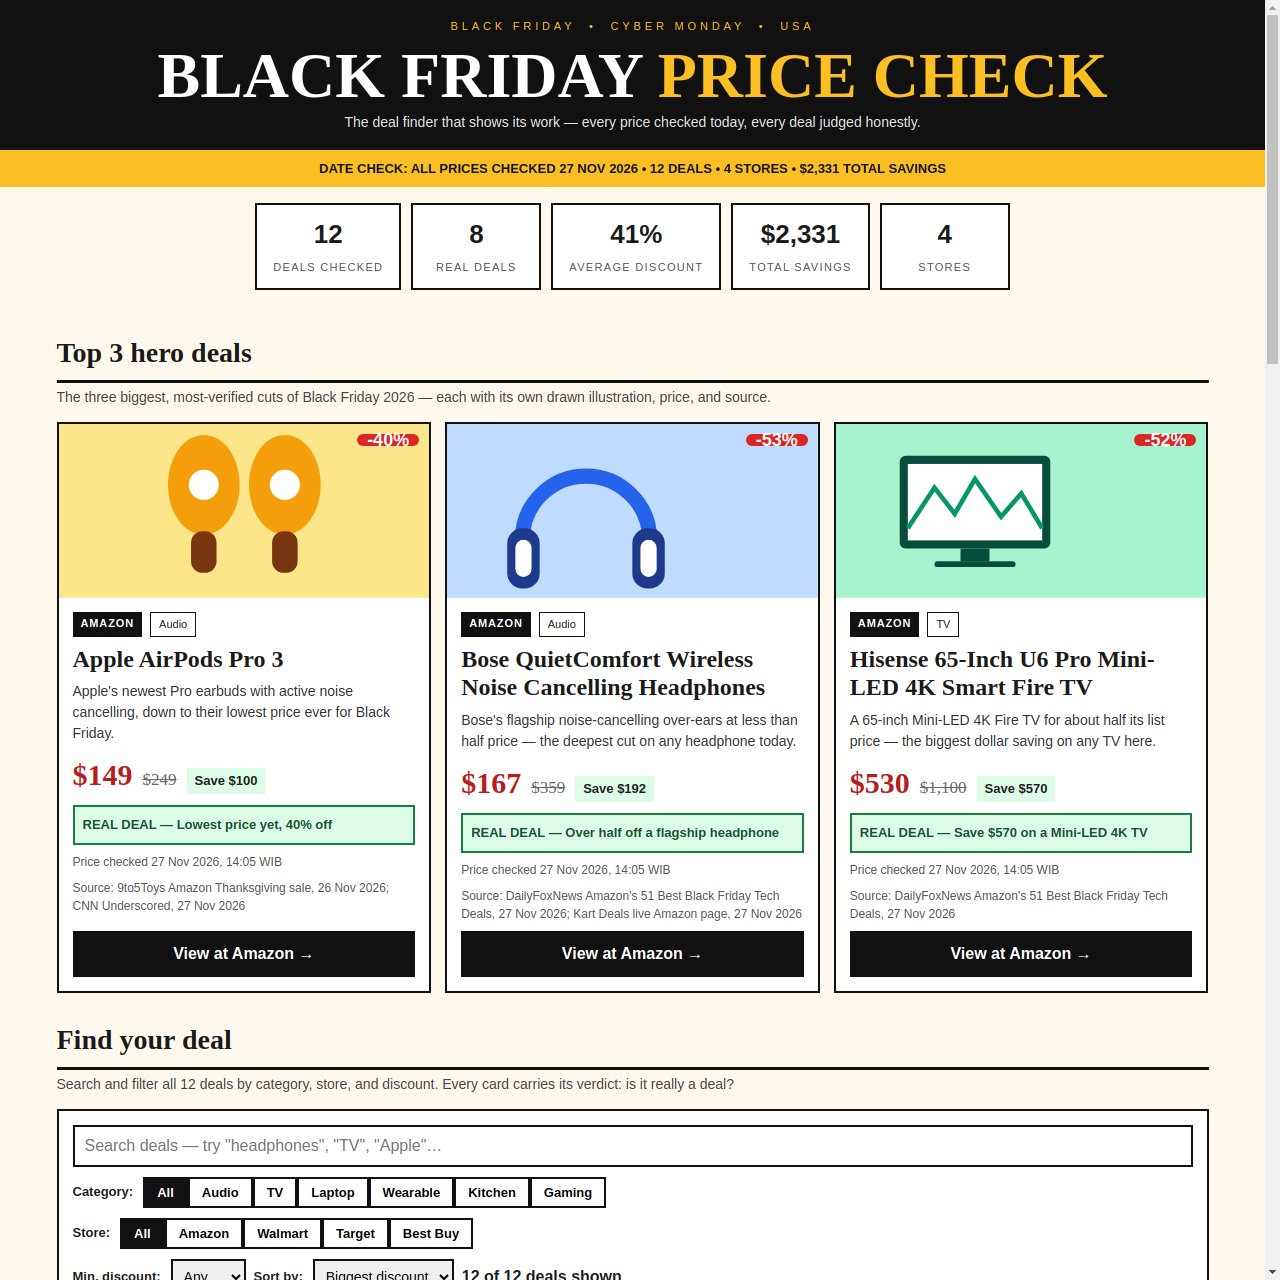 BLACK FRIDAY • CYBER MONDAY • USA
BLACK FRIDAY PRICE CHECK
The deal finder that shows its work — every price checked today, every deal judged honestly.
DATE CHECK: ALL PRICES CHECKED 27 NOV 2026 • 12 DEALS • 4 STORES • $2,331 TOTAL SAVINGS
12
DEALS CHECKED
8
REAL DEALS
41%
AVERAGE DISCOUNT
$2,331
TOTAL SAVINGS
4
STORES
Top 3 hero deals
The three biggest, most-verified cuts of Black Friday 2026 — each with its own drawn illustration, price, and source.
-40%
AMAZON Audio
Apple AirPods Pro 3
Apple's newest Pro earbuds with active noise
cancelling, down to their lowest price ever for Black
Friday.
$149 $249 Save $100
REAL DEAL — Lowest price yet, 40% off
Price checked 27 Nov 2026, 14:05 WIB
Source: 9to5Toys Amazon Thanksgiving sale, 26 Nov 2026;
CNN Underscored, 27 Nov 2026
View at Amazon →
-53%
AMAZON Audio
Bose QuietComfort Wireless
Noise Cancelling Headphones
Bose's flagship noise-cancelling over-ears at less than
half price — the deepest cut on any headphone today.
$167 $359 Save $192
REAL DEAL — Over half off a flagship headphone
Price checked 27 Nov 2026, 14:05 WIB
Source: DailyFoxNews Amazon's 51 Best Black Friday Tech
Deals, 27 Nov 2026; Kart Deals live Amazon page, 27 Nov 2026
View at Amazon →
-52%
AMAZON TV
Hisense 65-Inch U6 Pro Mini-
LED 4K Smart Fire TV
A 65-inch Mini-LED 4K Fire TV for about half its list
price — the biggest dollar saving on any TV here.
$530 $1,100 Save $570
REAL DEAL — Save $570 on a Mini-LED 4K TV
Price checked 27 Nov 2026, 14:05 WIB
Source: DailyFoxNews Amazon's 51 Best Black Friday Tech
Deals, 27 Nov 2026
View at Amazon →
Find your deal
Search and filter all 12 deals by category, store, and discount. Every card carries its verdict: is it really a deal?
Search deals — try "headphones", "TV", "Apple"…
Category: All Audio TV Laptop Wearable Kitchen Gaming
Store: All Amazon Walmart Target Best Buy
Min. discount: Any Sort by: Biggest discount 12 of 12 deals shown